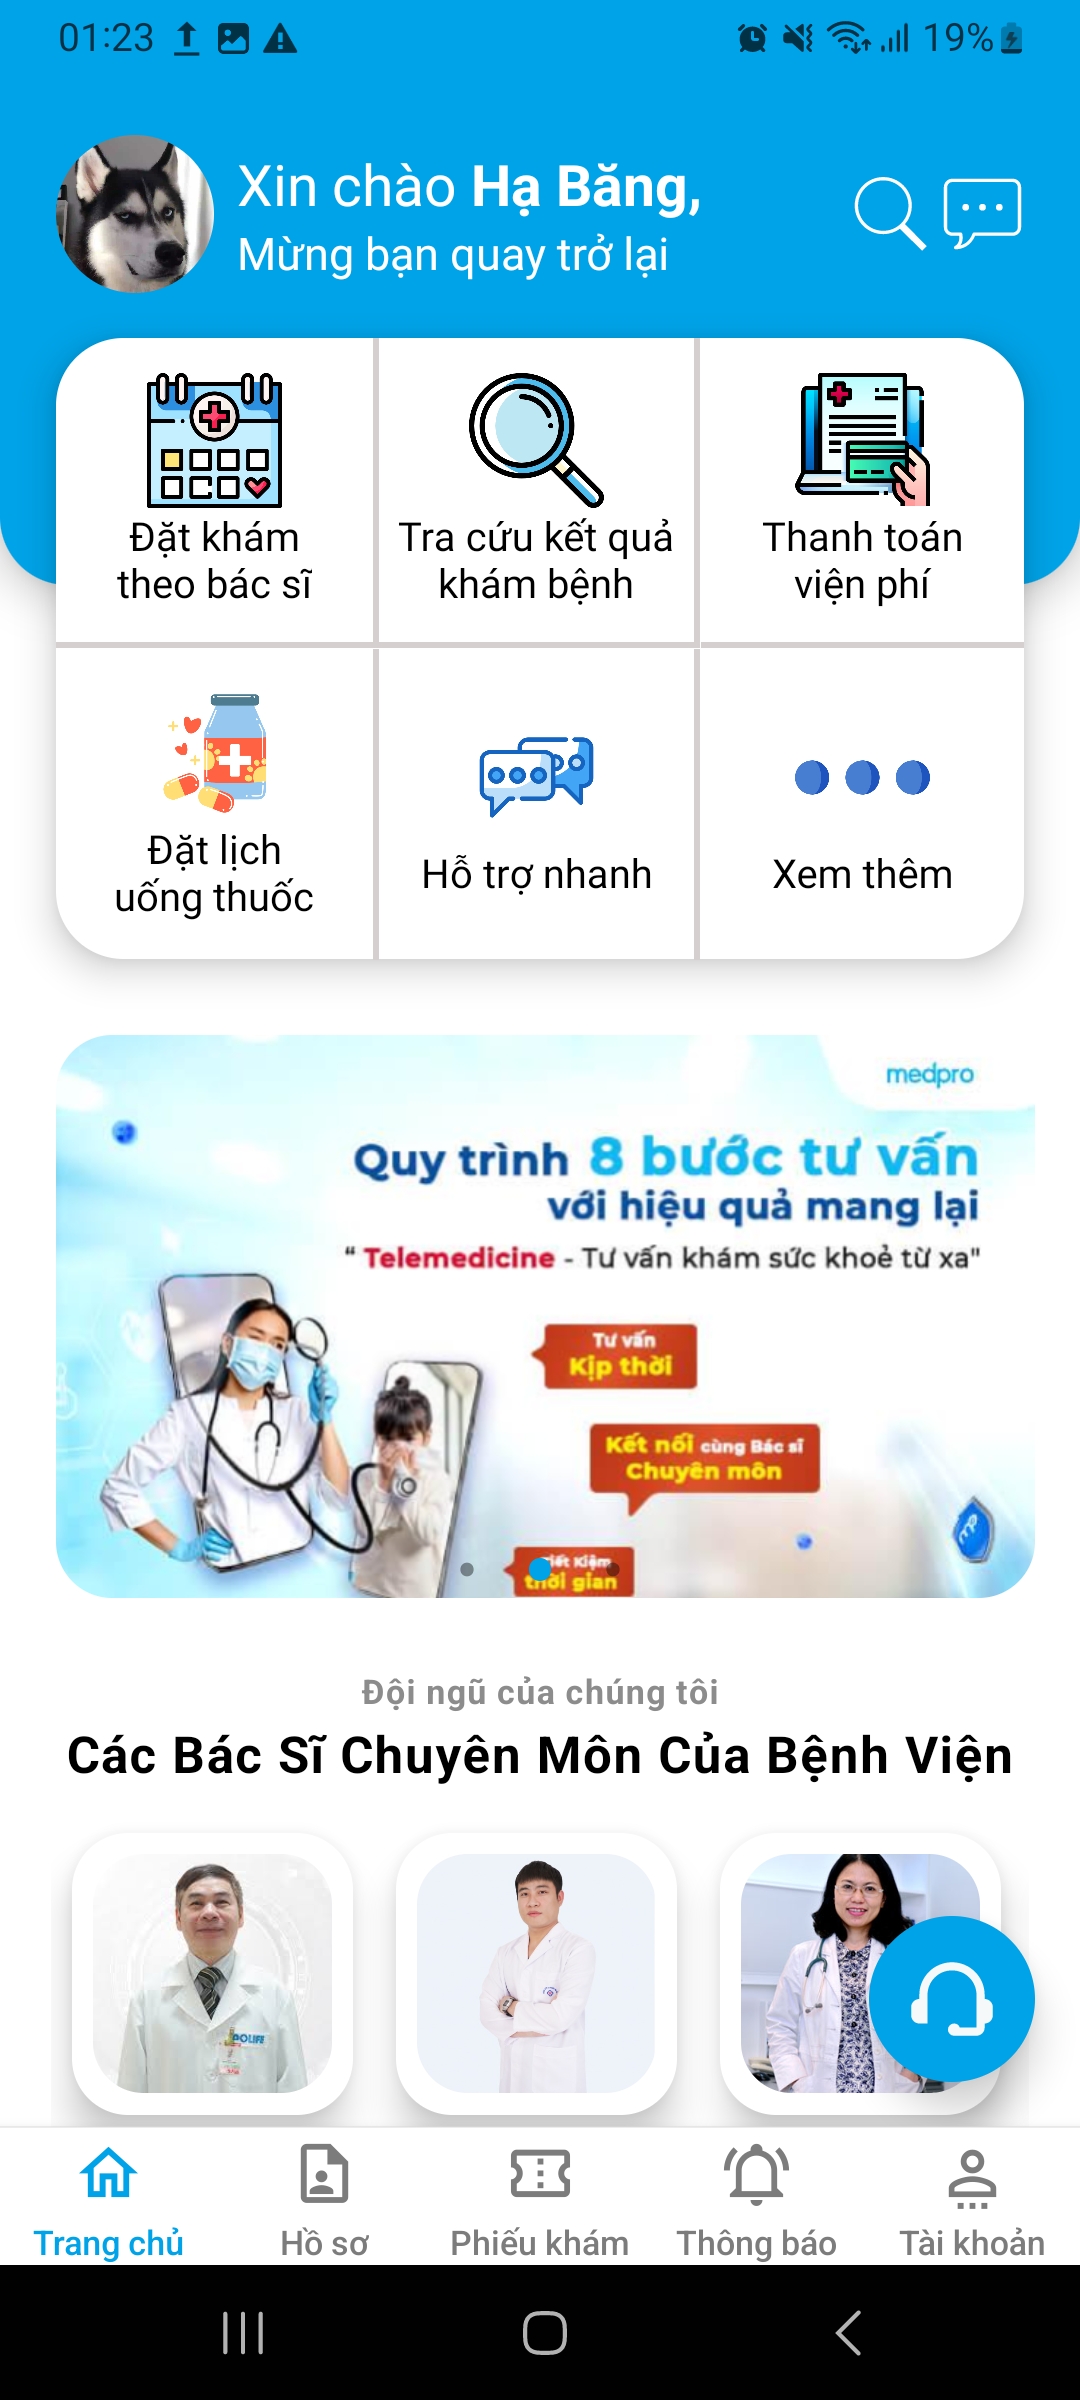 01:23
19%
Xin chào Hạ Băng,
Mừng bạn quay trở lại
Đặt khám
theo bác sĩ
Tra cứu kết quả
khám bệnh
Thanh toán
viện phí
Đặt lịch
uống thuốc
Hỗ trợ nhanh
Xem thêm
medpro
Quy trình 8 bước tư vấn
với hiệu quả mang lại
“ Telemedicine - Tư vấn khám sức khoẻ từ xa"
Tư vấn
Kịp thời
Kết nối cùng Bác sĩ
Chuyên môn
Tiết Kiệm
thời gian
Đội ngũ của chúng tôi
Các Bác Sĩ Chuyên Môn Của Bệnh Viện
GOLIFE
Trang chủ
Hồ sơ
Phiếu khám
Thông báo
Tài khoản